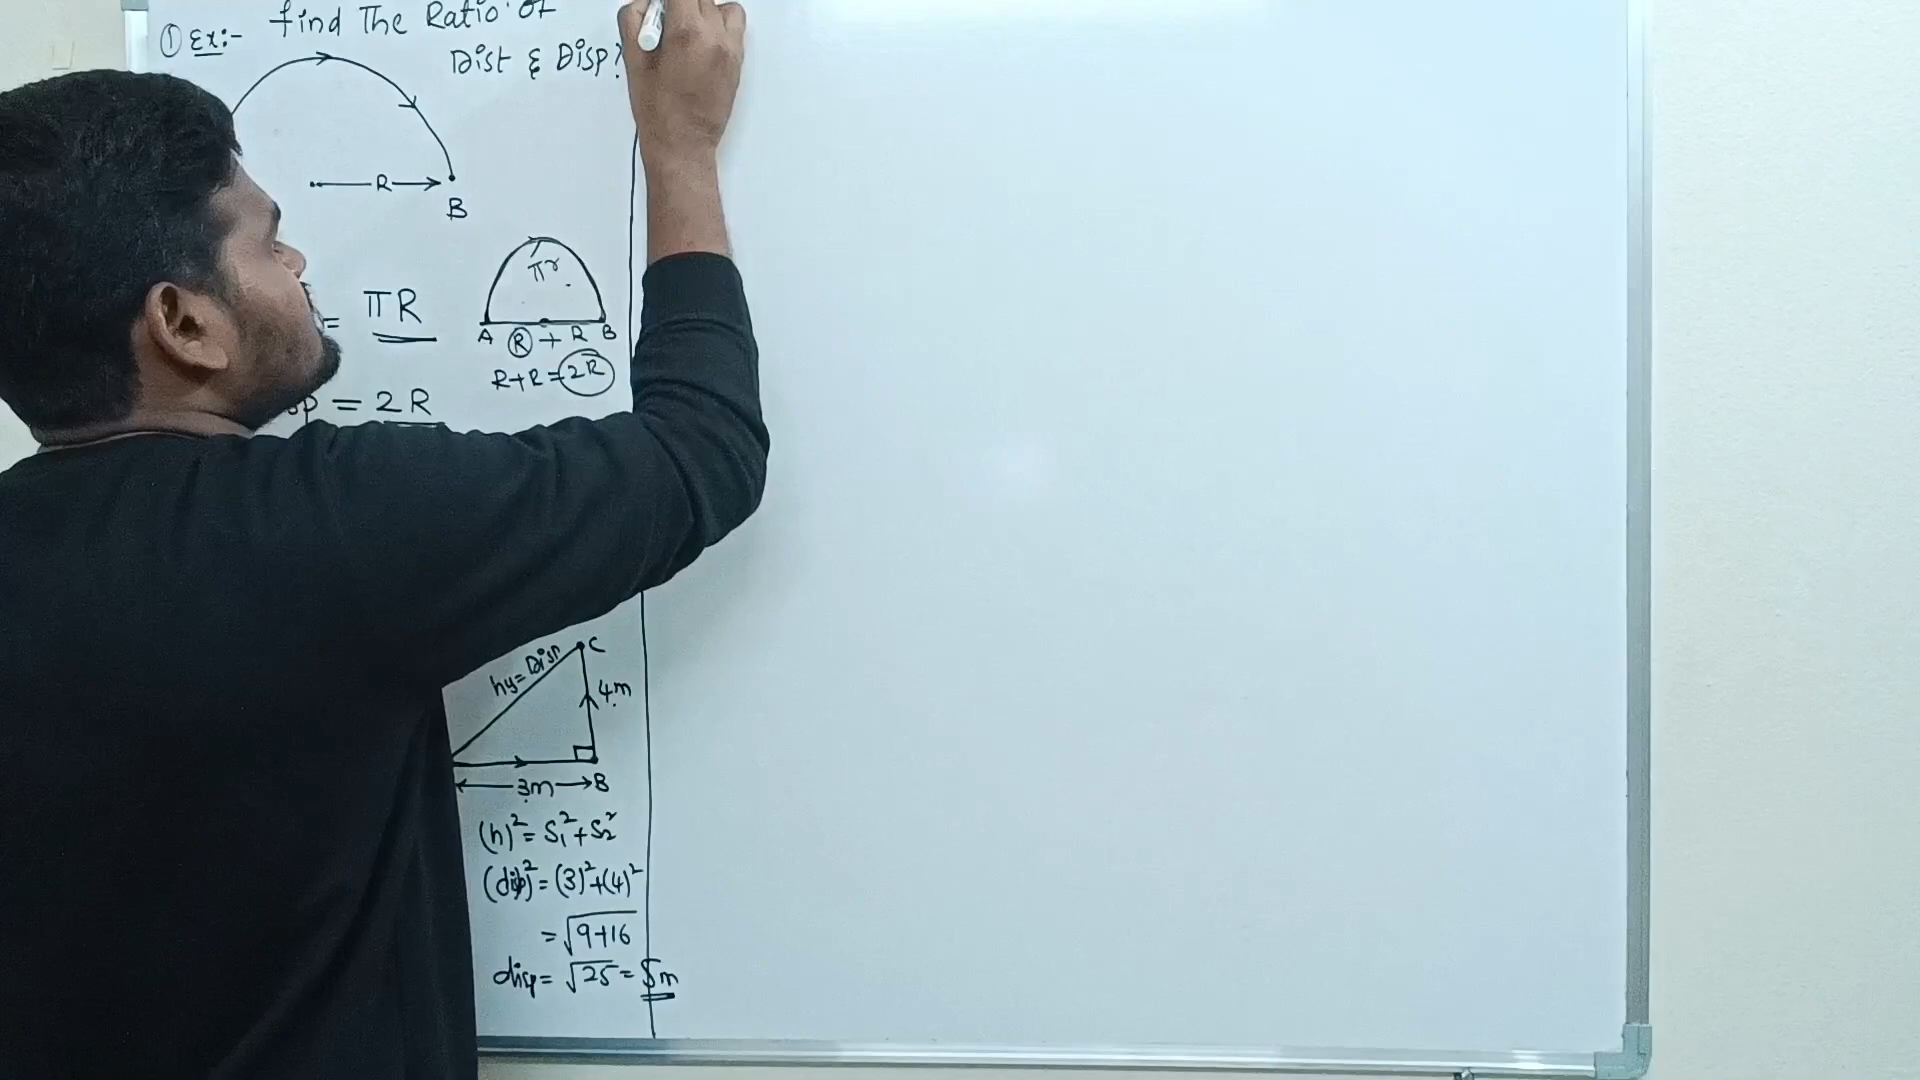 ① Ex:- find The Ratio of
Dist & Disp?
R
B
πr
= πR
A R + R B
R+R=2R
= 2R
C
hy=Disp
4m
3m B
(h)²= S₁²+S₂²
(disp)²=(3)²+(4)²
=√9+16
disp= √25=5m